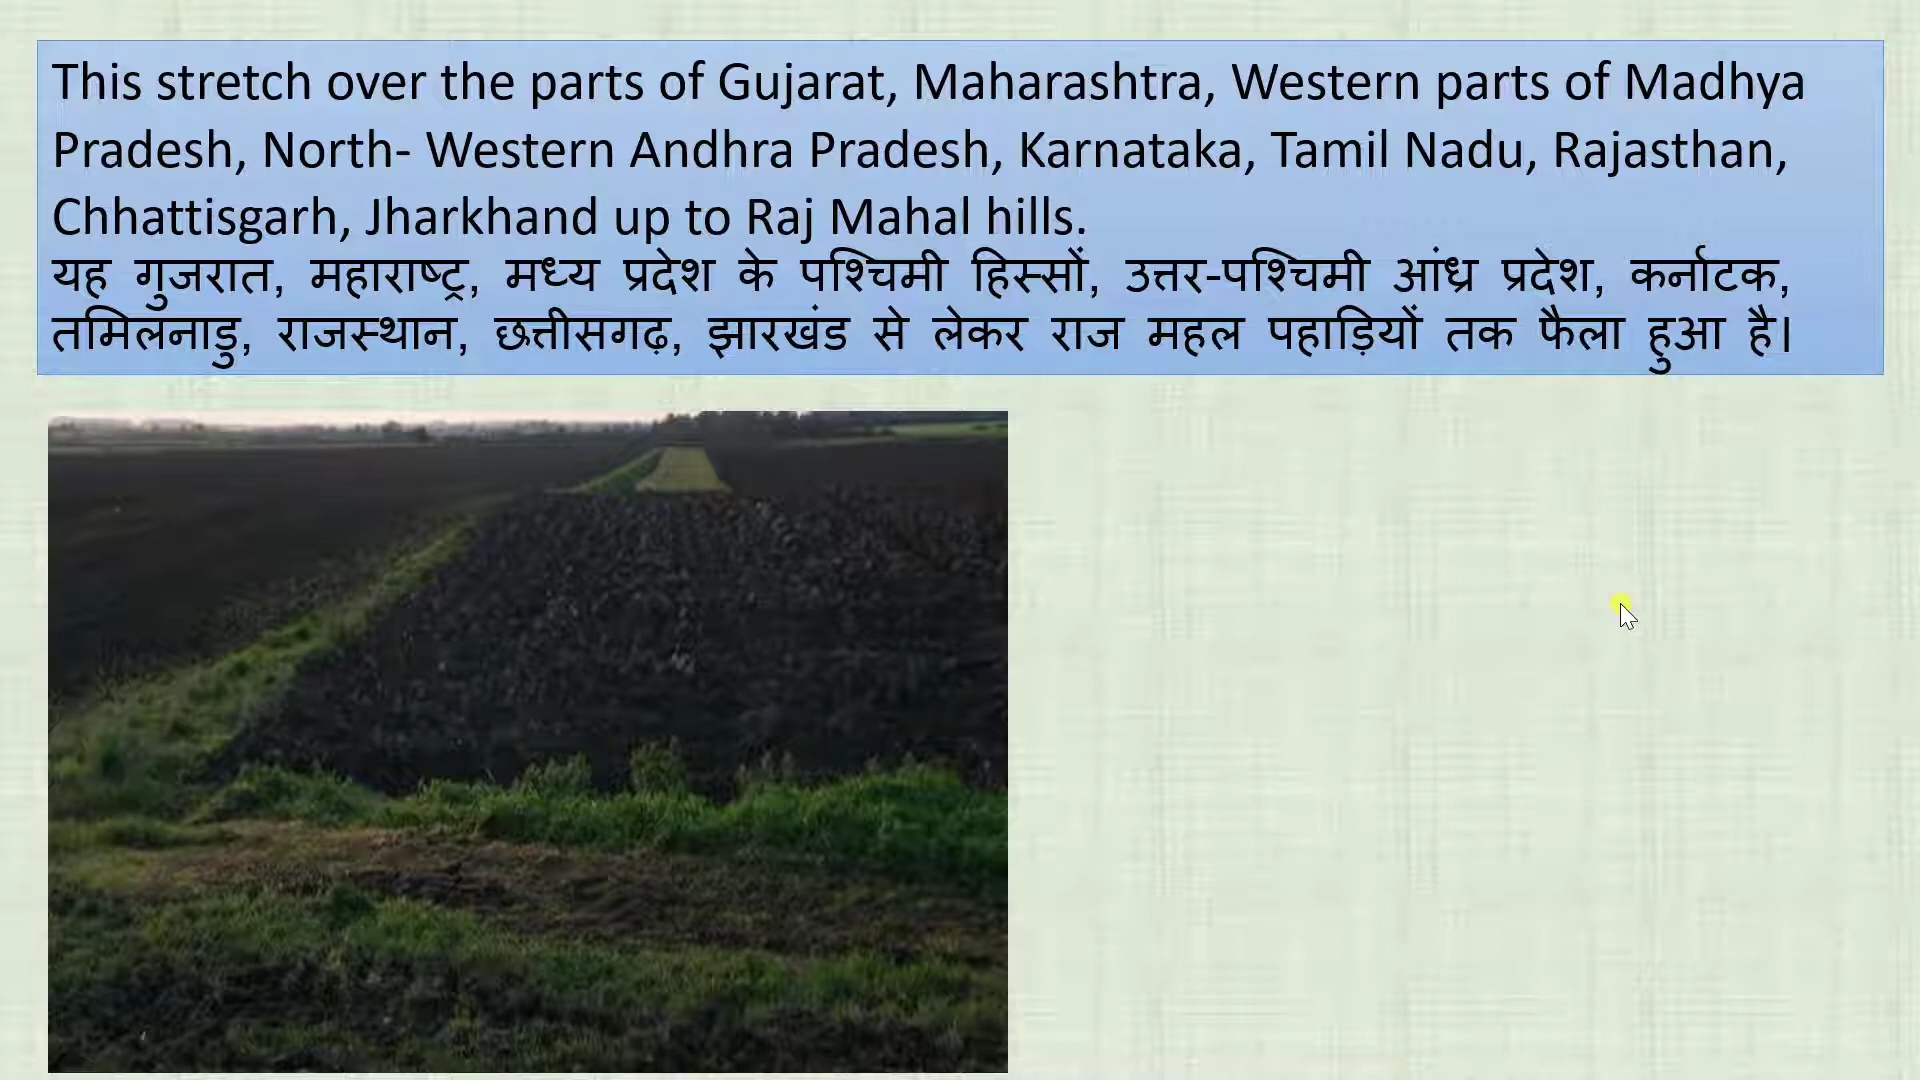 This stretch over the parts of Gujarat, Maharashtra, Western parts of Madhya
Pradesh, North- Western Andhra Pradesh, Karnataka, Tamil Nadu, Rajasthan,
Chhattisgarh, Jharkhand up to Raj Mahal hills.
यह गुजरात, महाराष्ट्र, मध्य प्रदेश के पश्चिमी हिस्सों, उत्तर-पश्चिमी आंध्र प्रदेश, कर्नाटक,
तमिलनाडु, राजस्थान, छत्तीसगढ़, झारखंड से लेकर राज महल पहाड़ियों तक फैला हुआ है।